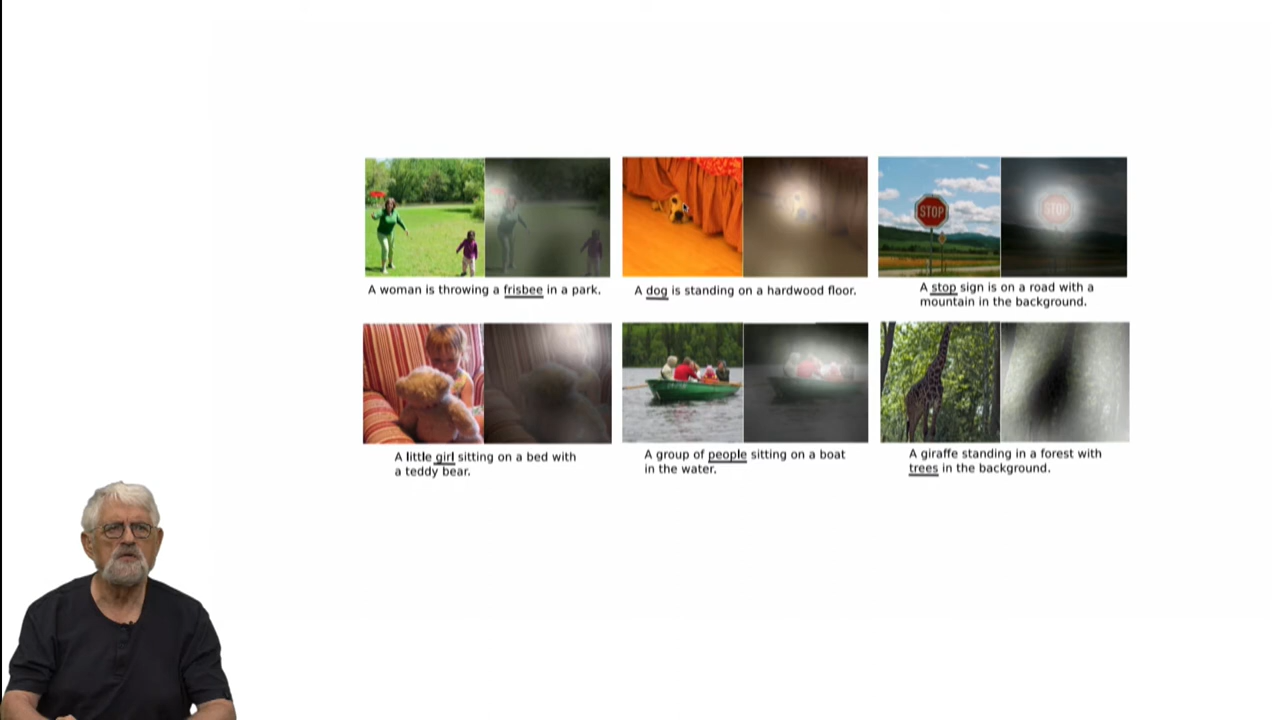 STOP
STOP
A woman is throwing a frisbee in a park.
A dog is standing on a hardwood floor.
A stop sign is on a road with a
mountain in the background.
A little girl sitting on a bed with
a teddy bear.
A group of people sitting on a boat
in the water.
A giraffe standing in a forest with
trees in the background.